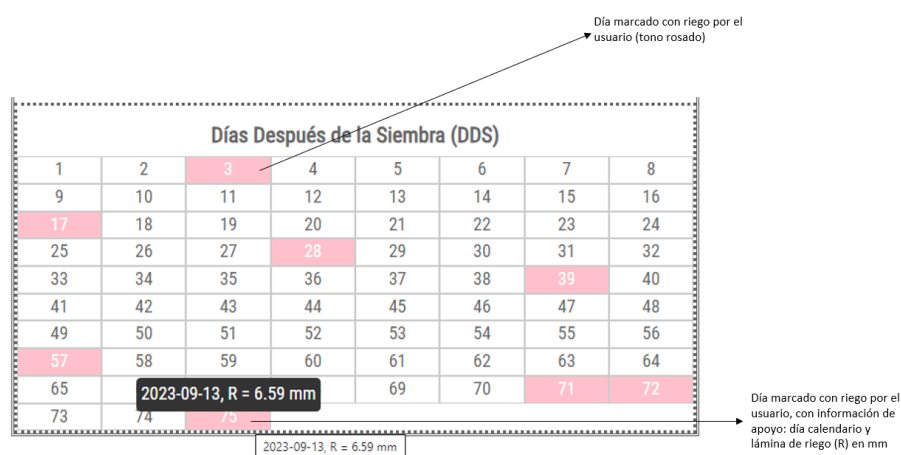 Día marcado con riego por el
usuario (tono rosado)
Días Después de la Siembra (DDS)
1 2 3 4 5 6 7 8
9 10 11 12 13 14 15 16
17 18 19 20 21 22 23 24
25 26 27 28 29 30 31 32
33 34 35 36 37 38 39 40
41 42 43 44 45 46 47 48
49 50 51 52 53 54 55 56
57 58 59 60 61 62 63 64
65 69 70 71 72
2023-09-13, R = 6.59 mm
73 74 75
2023-09-13, R = 6.59 mm
Día marcado con riego por el
usuario, con información de
apoyo: día calendario y
lámina de riego (R) en mm